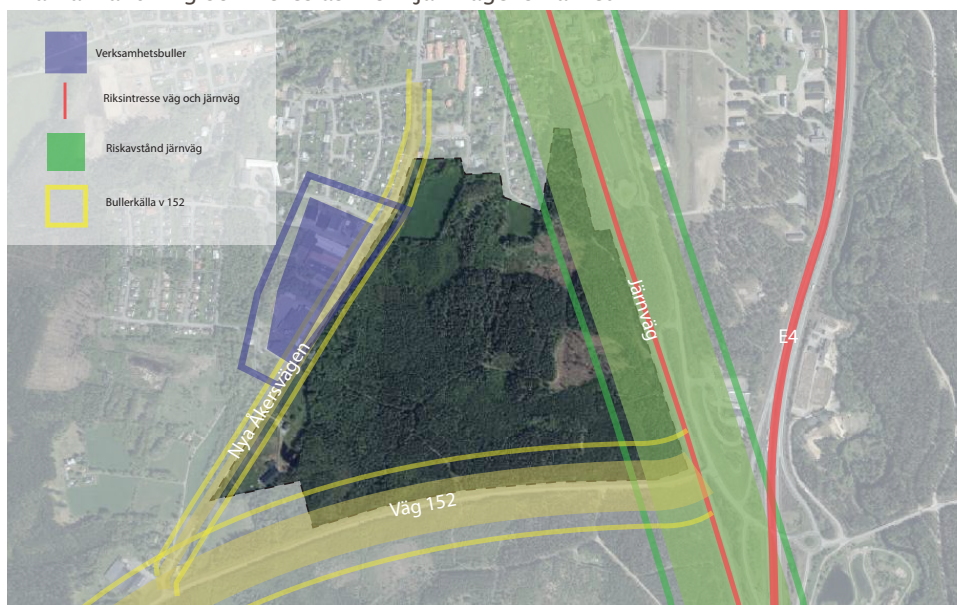 Verksamhetsbuller
Riksintresse väg och järnväg
Riskavstånd järnväg
Bullerkälla v 152
Järnväg
E4
Nya Åkersvägen
Väg 152